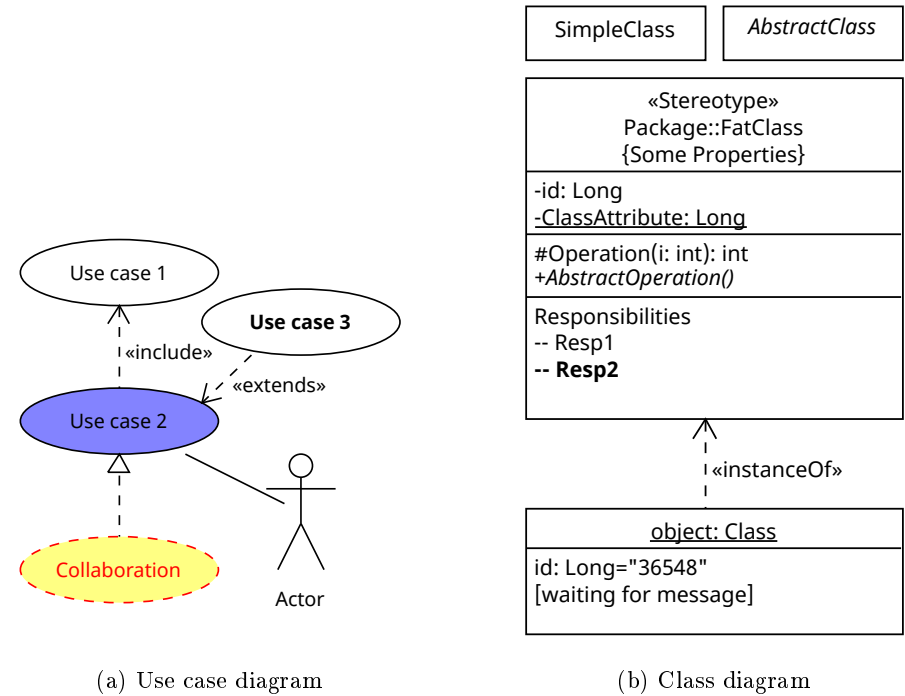 Use case 1
Use case 3
«include»
«extends»
Use case 2
Collaboration
Actor
(a) Use case diagram
SimpleClass
AbstractClass
«Stereotype»
Package::FatClass
{Some Properties}
-id: Long
-ClassAttribute: Long
#Operation(i: int): int
+AbstractOperation()
Responsibilities
-- Resp1
-- Resp2
«instanceOf»
object: Class
id: Long="36548"
[waiting for message]
(b) Class diagram